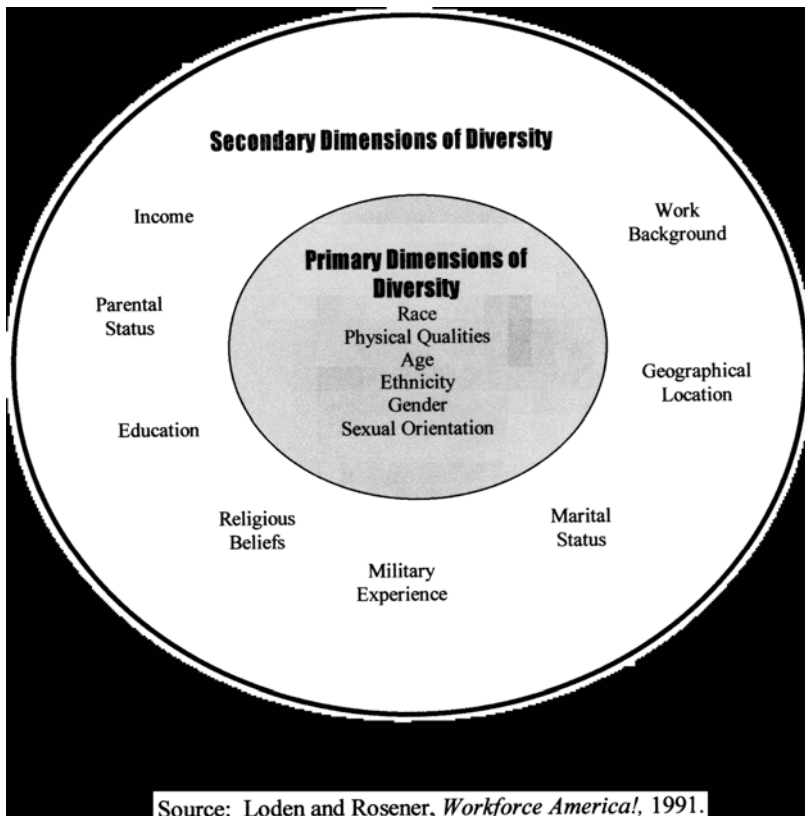 Secondary Dimensions of Diversity
Income
Work
Background
Primary Dimensions of
Diversity
Race
Physical Qualities
Age
Ethnicity
Gender
Sexual Orientation
Parental
Status
Geographical
Location
Education
Religious
Beliefs
Marital
Status
Military
Experience
Source: Loden and Rosener, Workforce America!, 1991.